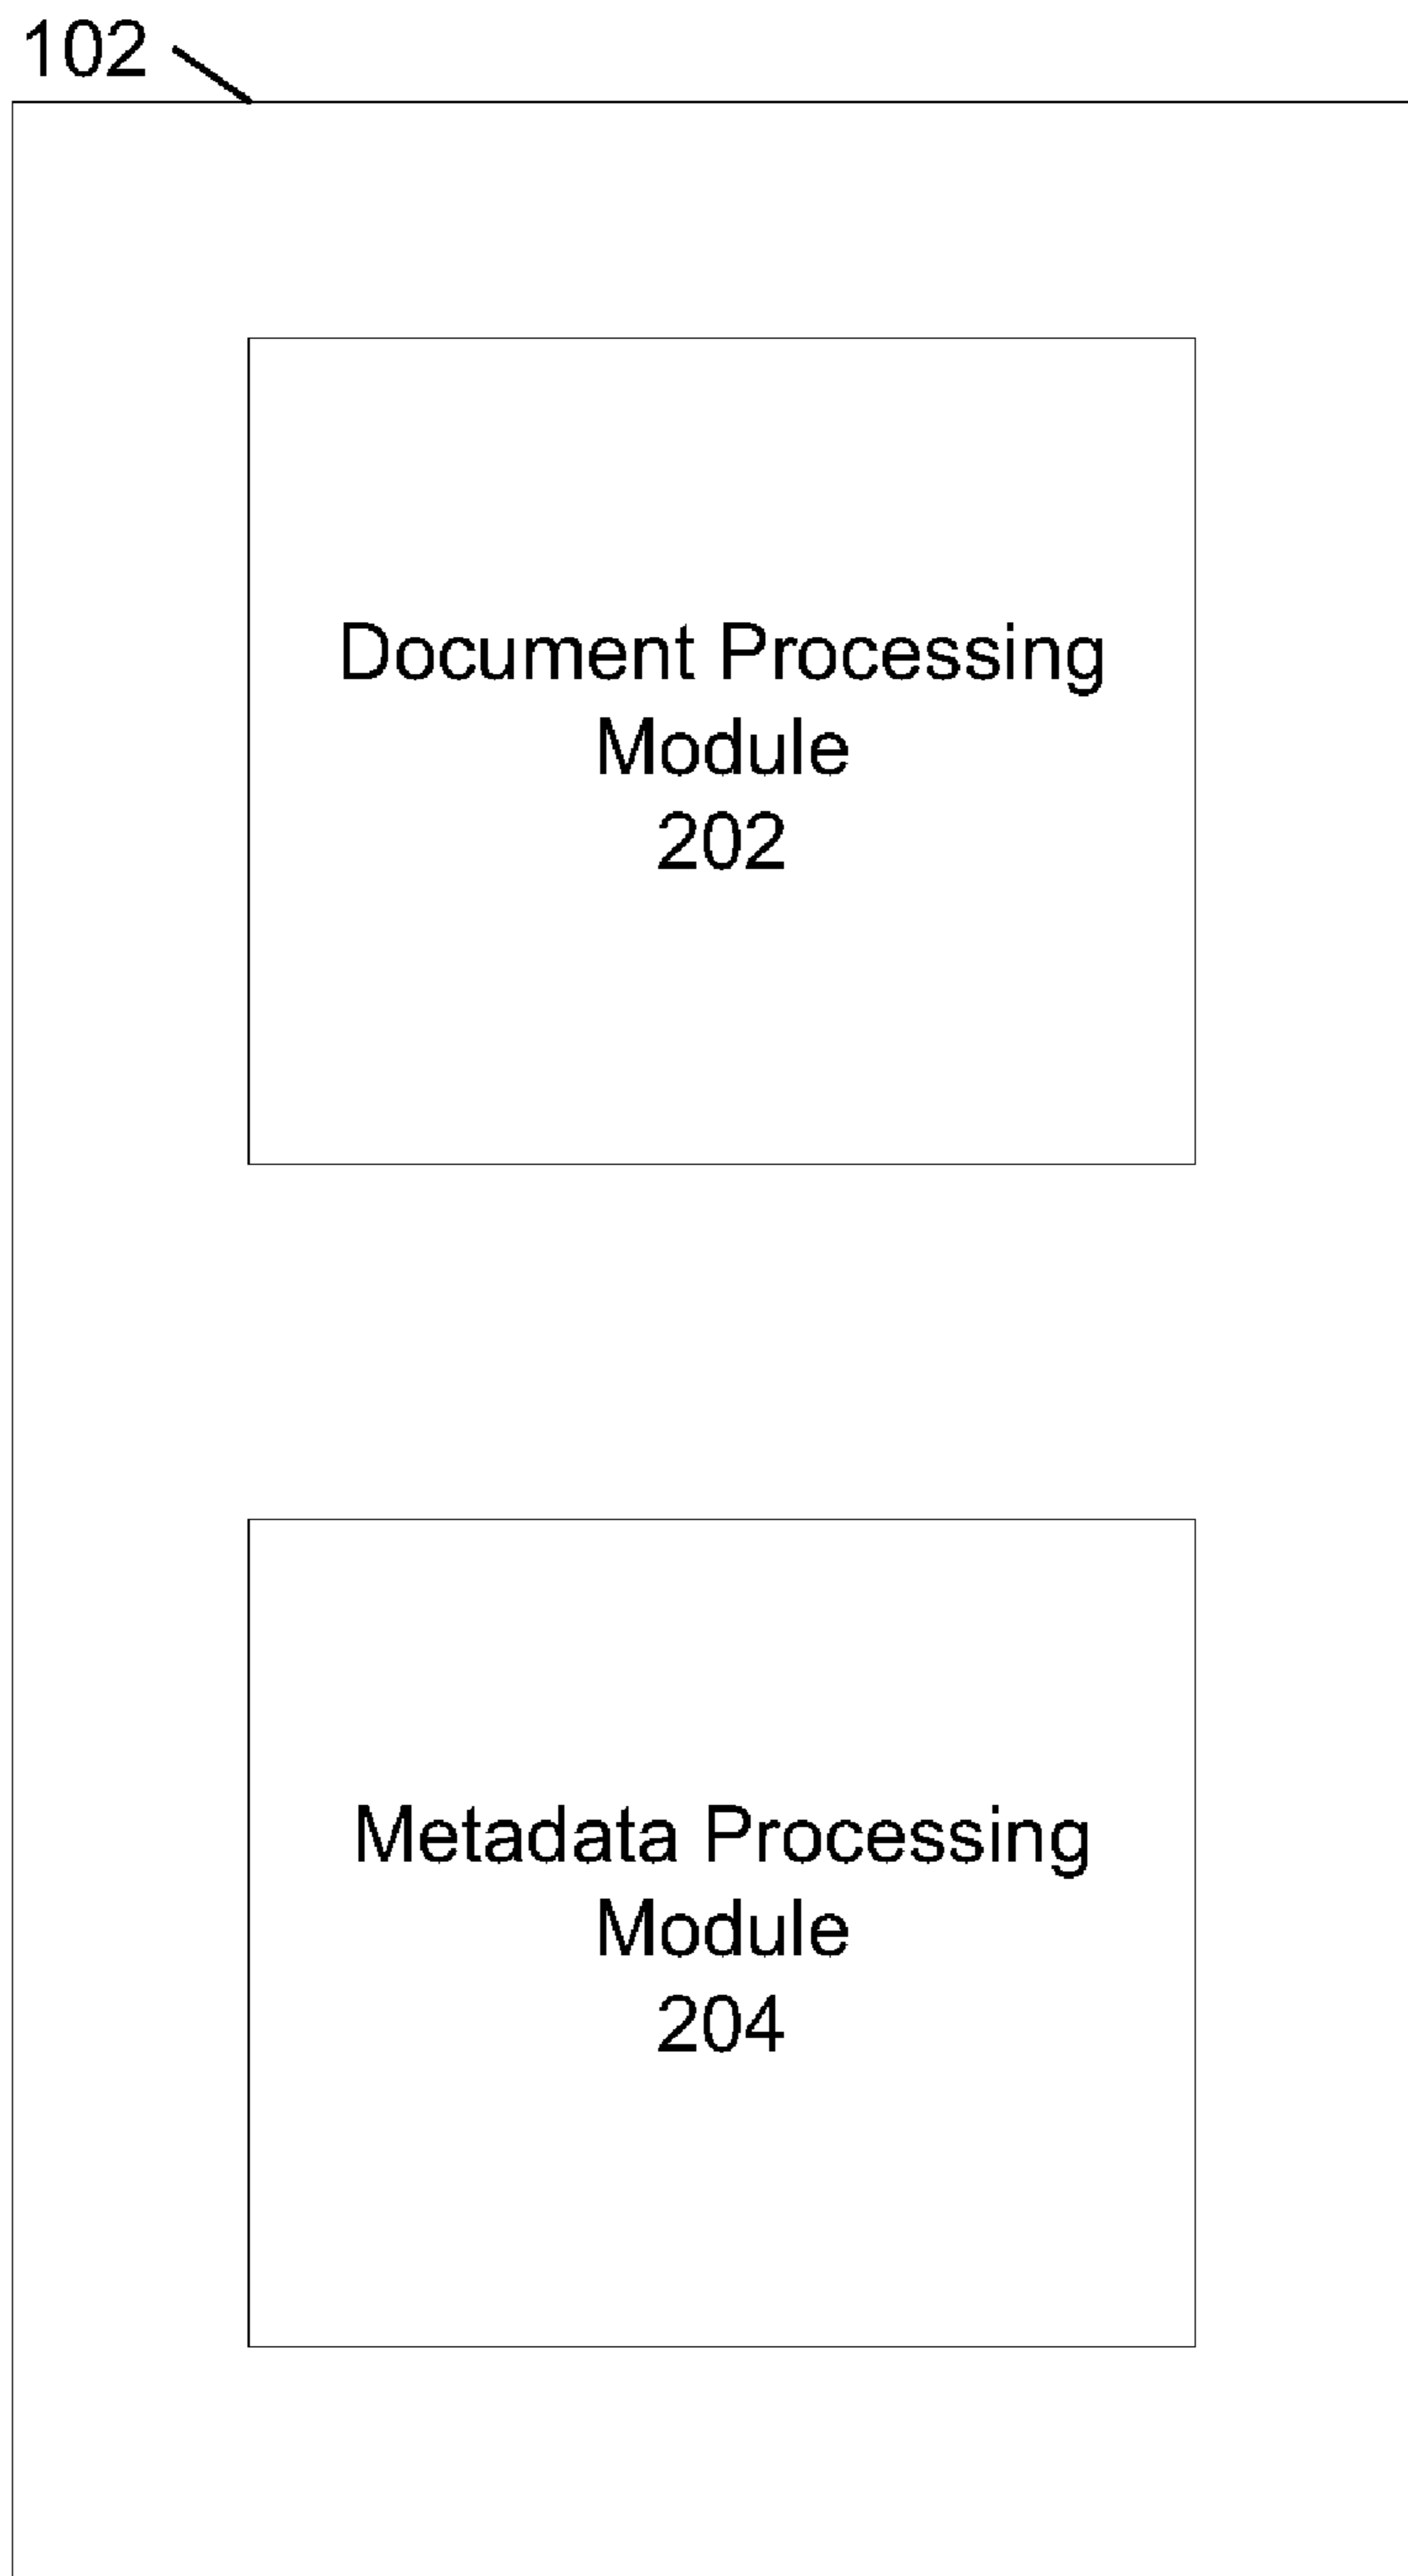 102
Document Processing
Module
202
Metadata Processing
Module
204